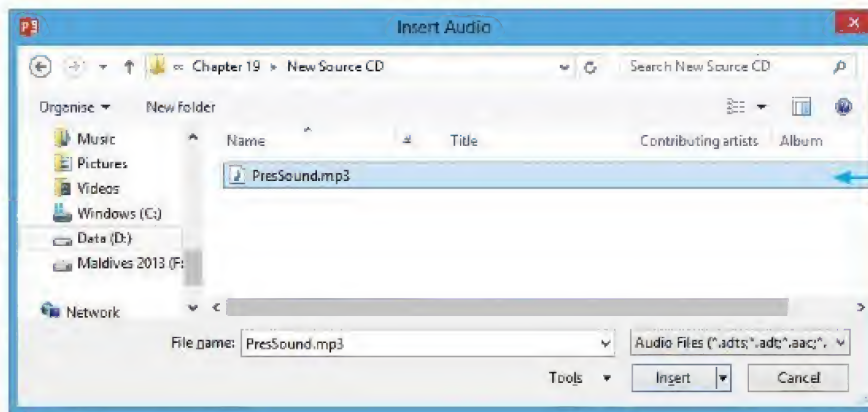 Insert Audio
« Chapter 19 ▸ New Source CD
Search New Source CD
Organise
New folder
Name
#
Title
Contributing artists
Album
Music
Pictures
Videos
Windows (C:)
Data (D:)
Maldives 2013 (F:
Network
PresSound.mp3
File name:
PresSound.mp3
Audio Files (*.adts;*.adt;*.aac;*.
Tools
Insert
Cancel